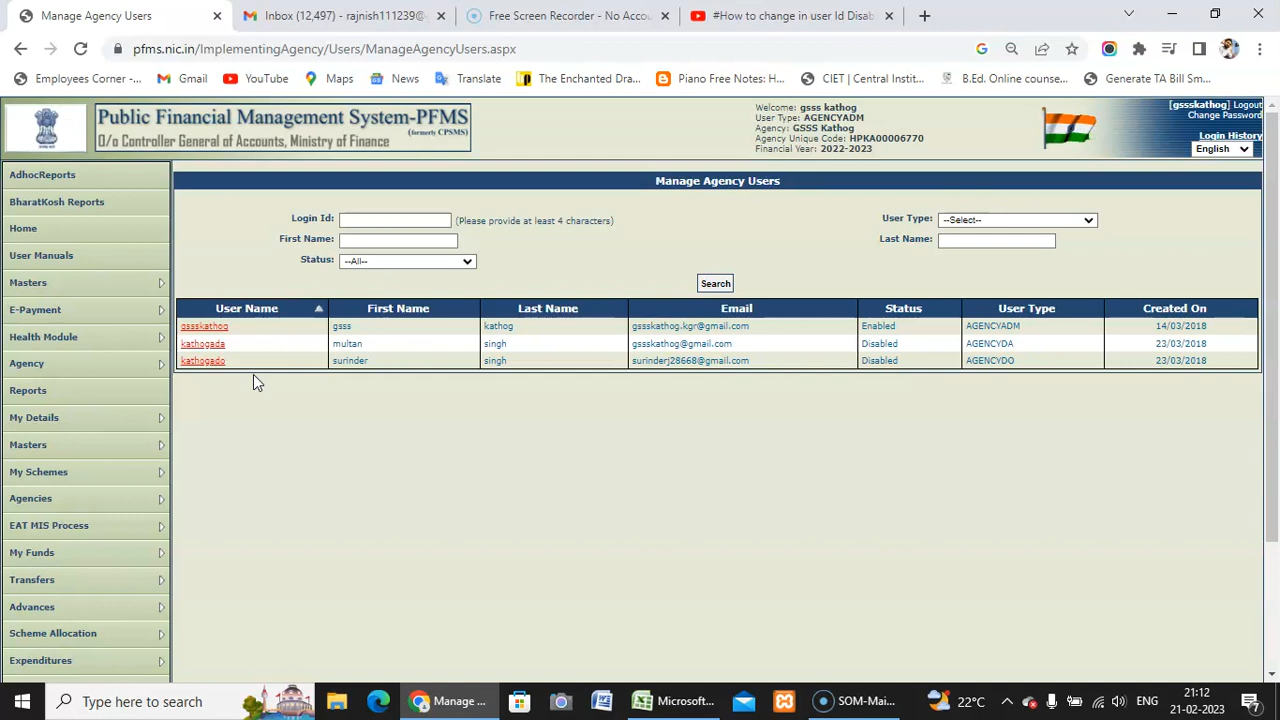 Manage Agency Users
Inbox (12,497) - rajnish111239@g
Free Screen Recorder - No Accou
#How to change in user Id Disab
pfms.nic.in/ImplementingAgency/Users/ManageAgencyUsers.aspx
Employees Corner -...
Gmail
YouTube
Maps
News
Translate
The Enchanted Dra...
Piano Free Notes: H...
CIET | Central Instit...
B.Ed. Online counse...
Generate TA Bill Sm...
Public Financial Management System-PFMS
(formerly CPSMS)
O/o Controller General of Accounts, Ministry of Finance
Welcome: gsss kathog
User Type: AGENCYADM
Agency: GSSS Kathog
Agency Unique Code: HPKA00006770
Financial Year: 2022-2023
[gssskathog] Logout
Change Password
Login History
English
AdhocReports
BharatKosh Reports
Home
User Manuals
Masters
E-Payment
Health Module
Agency
Reports
My Details
Masters
My Schemes
Agencies
EAT MIS Process
My Funds
Transfers
Advances
Scheme Allocation
Expenditures
Manage Agency Users
Login Id: (Please provide at least 4 characters) User Type: --Select--
First Name: Last Name:
Status: --All--
Search
User Name First Name Last Name Email Status User Type Created On
gssskathog gsss kathog gssskathog.kgr@gmail.com Enabled AGENCYADM 14/03/2018
kathogada multan singh gssskathog@gmail.com Disabled AGENCYDA 23/03/2018
kathogado surinder singh surinderj28668@gmail.com Disabled AGENCYDO 23/03/2018
Type here to search
Manage ...
Microsoft...
SOM-Mai...
22°C
ENG
21:12
21-02-2023
7